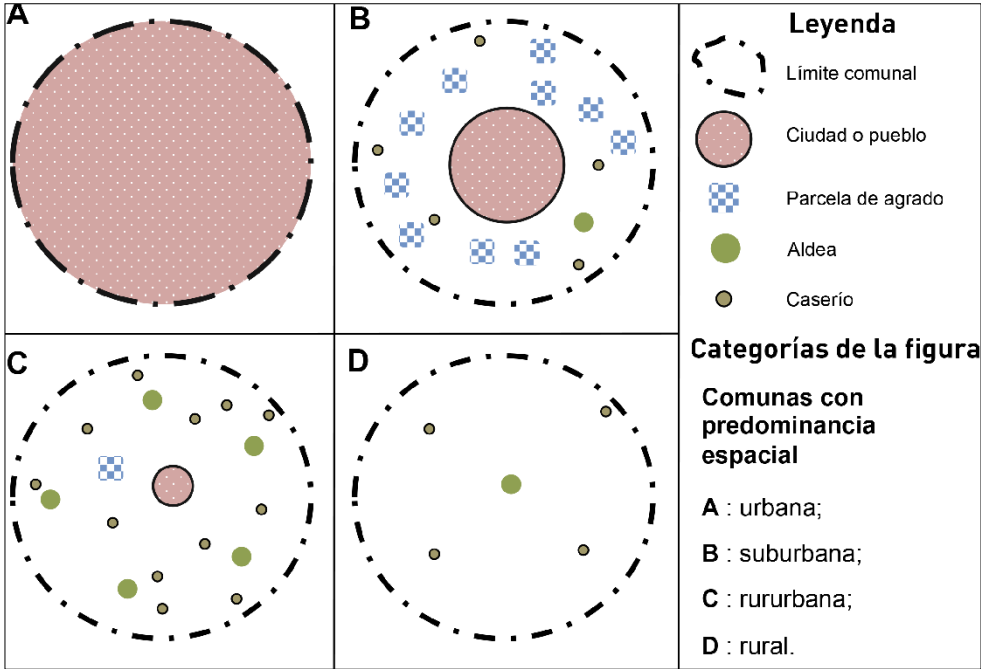 A
B
C
D
Leyenda
Límite comunal
Ciudad o pueblo
Parcela de agrado
Aldea
Caserío
Categorías de la figura
Comunas con
predominancia
espacial
A : urbana;
B : suburbana;
C : rururbana;
D : rural.